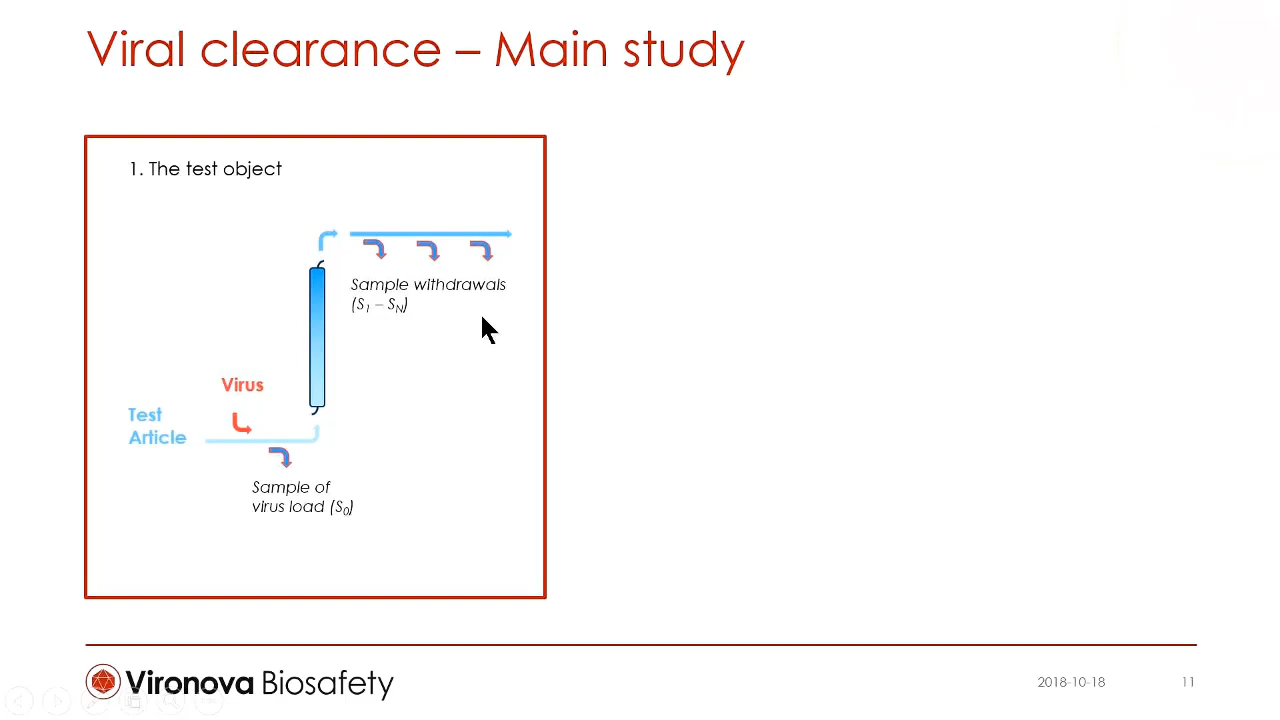 Viral clearance – Main study
1. The test object
Sample withdrawals
(S1 – SN)
Virus
Test
Article
Sample of
virus load (S0)
Vironova Biosafety
2018-10-18
11